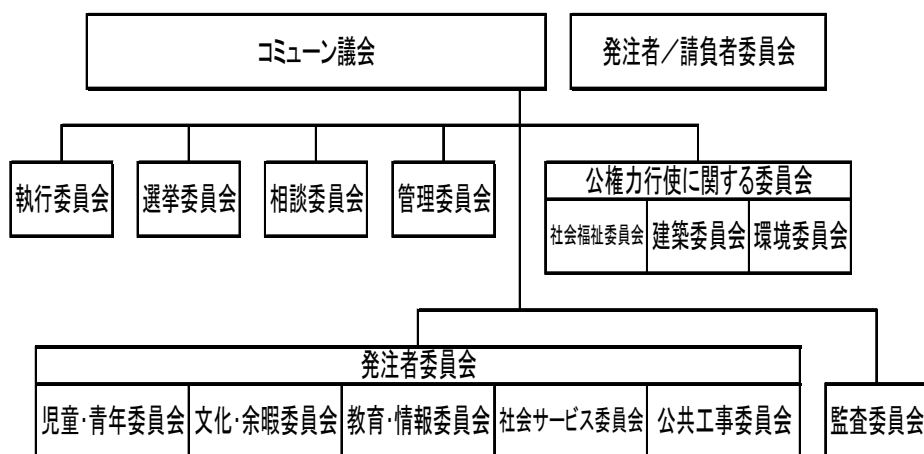 コミューン議会
発注者／請負者委員会
執行委員会
選挙委員会
相談委員会
管理委員会
公権力行使に関する委員会
社会福祉委員会
建築委員会
環境委員会
発注者委員会
児童・青年委員会
文化・余暇委員会
教育・情報委員会
社会サービス委員会
公共工事委員会
監査委員会